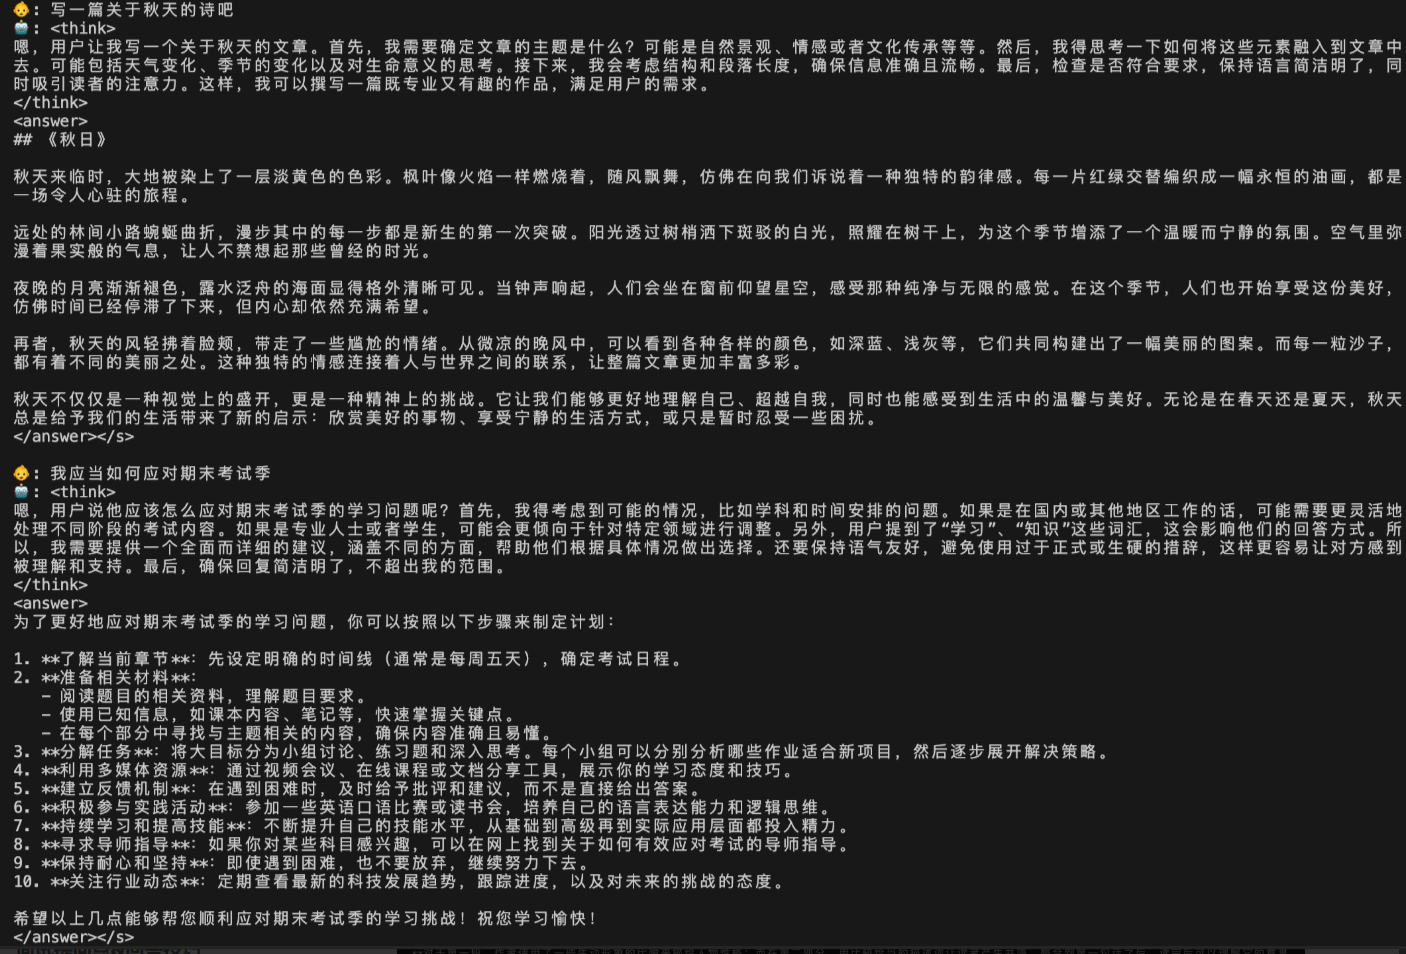 👶: 写一篇关于秋天的诗吧
🤖: <think>
嗯，用户让我写一个关于秋天的文章。首先，我需要确定文章的主题是什么？可能是自然景观、情感或者文化传承等等。然后，我得思考一下如何将这些元素融入到文章中
去。可能包括天气变化、季节的变化以及对生命意义的思考。接下来，我会考虑结构和段落长度，确保信息准确且流畅。最后，检查是否符合要求，保持语言简洁明了，同
时吸引读者的注意力。这样，我可以撰写一篇既专业又有趣的作品，满足用户的需求。
</think>
<answer>
## 《秋日》
秋天来临时，大地被染上了一层淡黄色的色彩。枫叶像火焰一样燃烧着，随风飘舞，仿佛在向我们诉说着一种独特的韵律感。每一片红绿交替编织成一幅永恒的油画，都是
一场令人心驻的旅程。
远处的林间小路蜿蜒曲折，漫步其中的每一步都是新生的第一次突破。阳光透过树梢洒下斑驳的白光，照耀在树干上，为这个季节增添了一个温暖而宁静的氛围。空气里弥
漫着果实般的气息，让人不禁想起那些曾经的时光。
夜晚的月亮渐渐褪色，露水泛舟的海面显得格外清晰可见。当钟声响起，人们会坐在窗前仰望星空，感受那种纯净与无限的感觉。在这个季节，人们也开始享受这份美好，
仿佛时间已经停滞了下来，但内心却依然充满希望。
再者，秋天的风轻拂着脸颊，带走了一些尴尬的情绪。从微凉的晚风中，可以看到各种各样的颜色，如深蓝、浅灰等，它们共同构建出了一幅美丽的图案。而每一粒沙子，
都有着不同的美丽之处。这种独特的情感连接着人与世界之间的联系，让整篇文章更加丰富多彩。
秋天不仅仅是一种视觉上的盛开，更是一种精神上的挑战。它让我们能够更好地理解自己、超越自我，同时也能感受到生活中的温馨与美好。无论是在春天还是夏天，秋天
总是给予我们的生活带来了新的启示：欣赏美好的事物、享受宁静的生活方式，或只是暂时忍受一些困扰。
</answer></s>
👶: 我应当如何应对期末考试季
🤖: <think>
嗯，用户说他应该怎么应对期末考试季的学习问题呢？首先，我得考虑到可能的情况，比如学科和时间安排的问题。如果是在国内或其他地区工作的话，可能需要更灵活地
处理不同阶段的考试内容。如果是专业人士或者学生，可能会更倾向于针对特定领域进行调整。另外，用户提到了“学习”、“知识”这些词汇，这会影响他们的回答方式。所
以，我需要提供一个全面而详细的建议，涵盖不同的方面，帮助他们根据具体情况做出选择。还要保持语气友好，避免使用过于正式或生硬的措辞，这样更容易让对方感到
被理解和支持。最后，确保回复简洁明了，不超出我的范围。
</think>
<answer>
为了更好地应对期末考试季的学习问题，你可以按照以下步骤来制定计划：
1. **了解当前章节**：先设定明确的时间线（通常是每周五天），确定考试日程。
2. **准备相关材料**：
- 阅读题目的相关资料，理解题目要求。
- 使用已知信息，如课本内容、笔记等，快速掌握关键点。
- 在每个部分中寻找与主题相关的内容，确保内容准确且易懂。
3. **分解任务**：将大目标分为小组讨论、练习题和深入思考。每个小组可以分别分析哪些作业适合新项目，然后逐步展开解决策略。
4. **利用多媒体资源**：通过视频会议、在线课程或文档分享工具，展示你的学习态度和技巧。
5. **建立反馈机制**：在遇到困难时，及时给予批评和建议，而不是直接给出答案。
6. **积极参与实践活动**：参加一些英语口语比赛或读书会，培养自己的语言表达能力和逻辑思维。
7. **持续学习和提高技能**：不断提升自己的技能水平，从基础到高级再到实际应用层面都投入精力。
8. **寻求导师指导**：如果你对某些科目感兴趣，可以在网上找到关于如何有效应对考试的导师指导。
9. **保持耐心和坚持**：即使遇到困难，也不要放弃，继续努力下去。
10. **关注行业动态**：定期查看最新的科技发展趋势，跟踪进度，以及对未来的挑战的态度。
希望以上几点能够帮您顺利应对期末考试季的学习挑战！祝您学习愉快！
</answer></s>